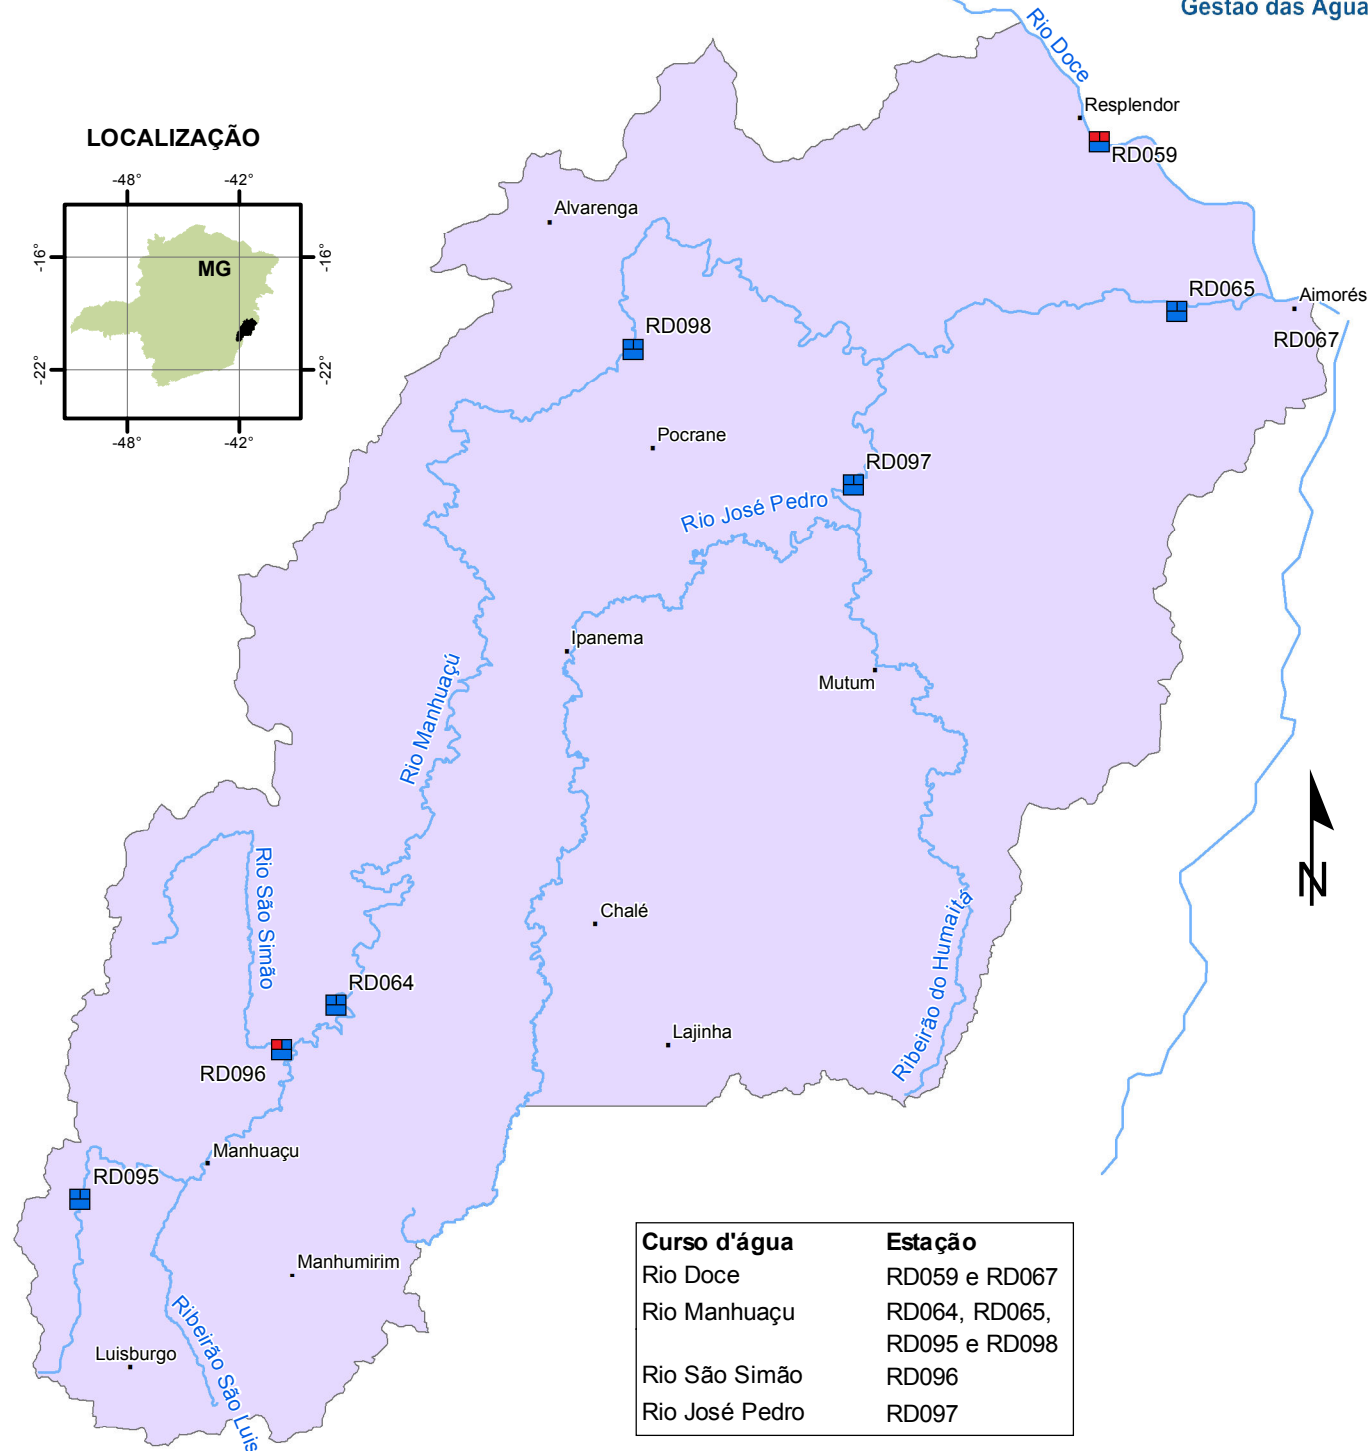 Gestão das Água
Rio Doce
Resplendor
RD059
LOCALIZAÇÃO
-48°
-42°
-16°
-16°
MG
-22°
-22°
-48°
-42°
Alvarenga
RD065
Aimorés
RD067
RD098
Pocrane
RD097
Rio José Pedro
Ipanema
Mutum
Rio Manhuaçú
Rio São Simão
Chalé
Ribeirão do Humaitá
N
RD064
Lajinha
RD096
Manhuaçu
RD095
Manhumirim
Ribeirão São Luis
Luisburgo
Curso d'água Estação
Rio Doce RD059 e RD067
Rio Manhuaçu RD064, RD065,
RD095 e RD098
Rio São Simão RD096
Rio José Pedro RD097